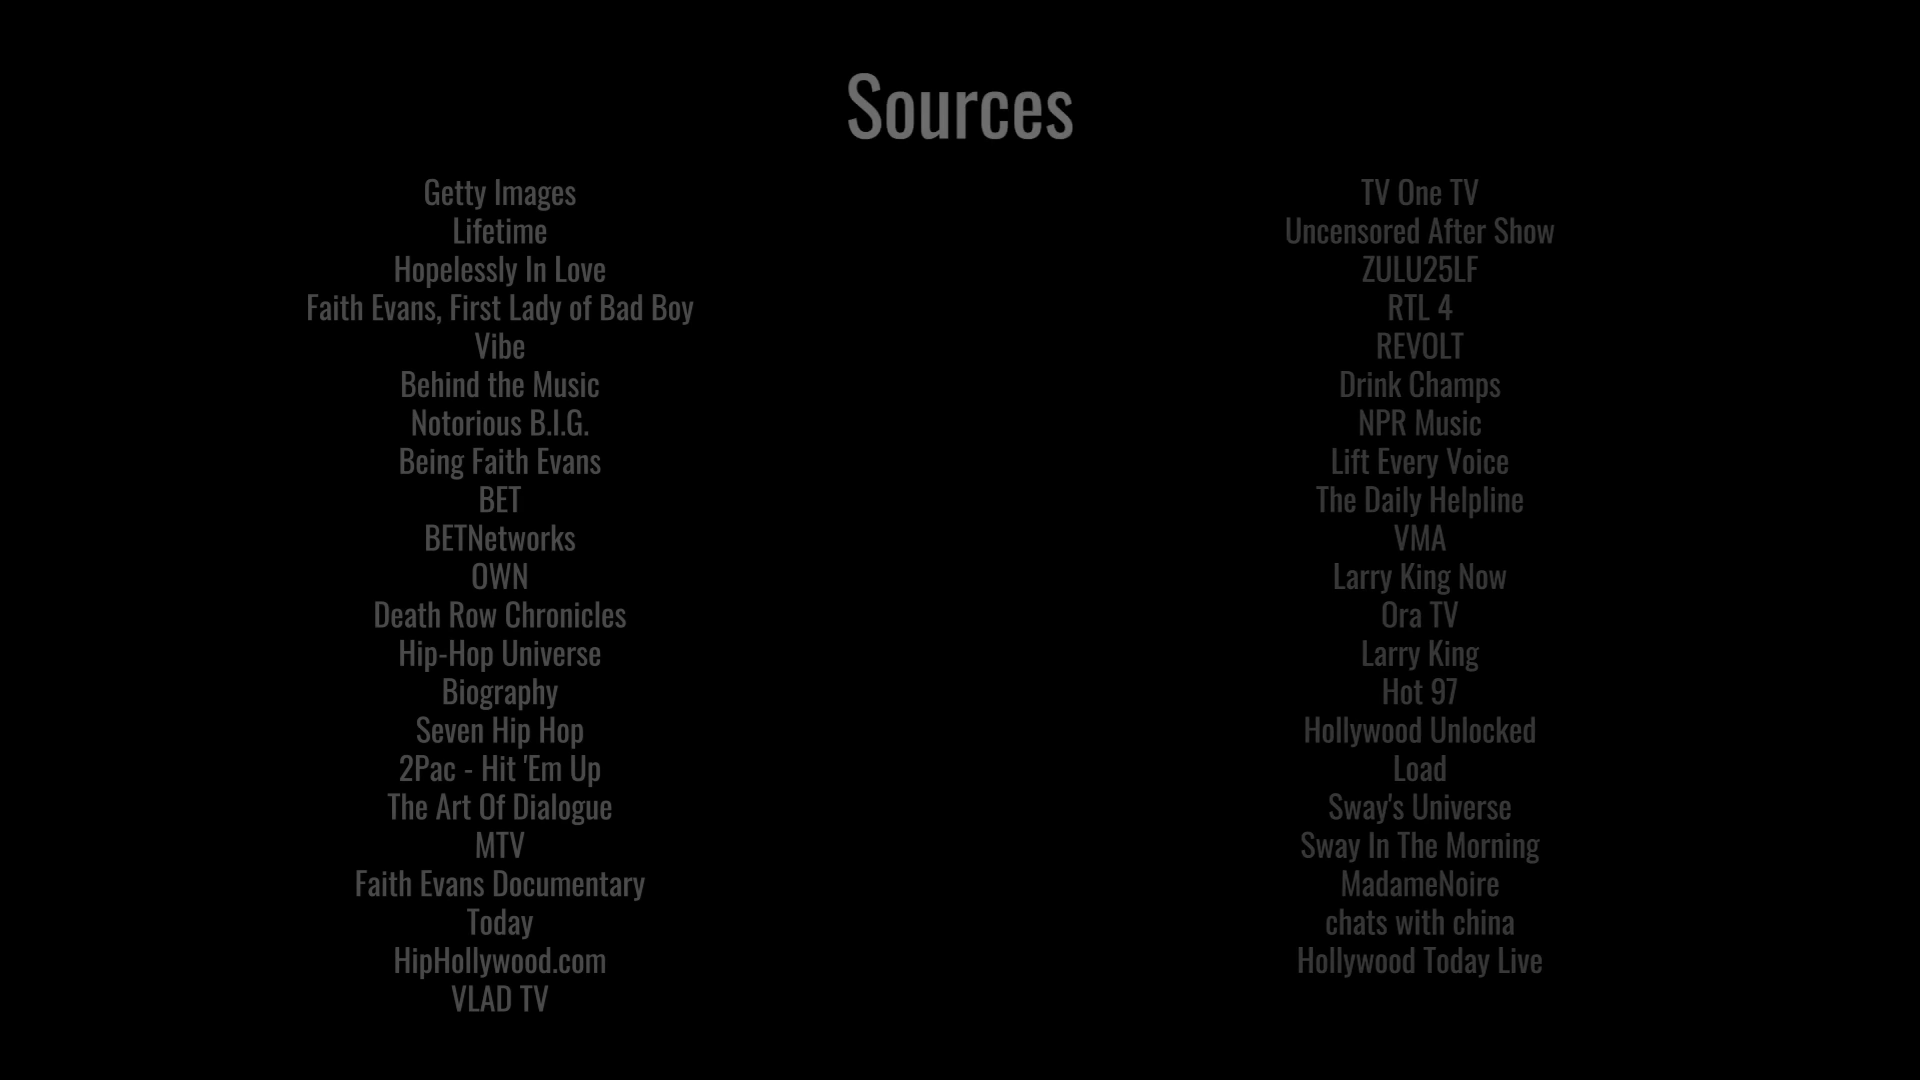 Sources
Getty Images
Lifetime
Hopelessly In Love
Faith Evans, First Lady of Bad Boy
Vibe
Behind the Music
Notorious B.I.G.
Being Faith Evans
BET
BETNetworks
OWN
Death Row Chronicles
Hip-Hop Universe
Biography
Seven Hip Hop
2Pac - Hit 'Em Up
The Art Of Dialogue
MTV
Faith Evans Documentary
Today
HipHollywood.com
VLAD TV
TV One TV
Uncensored After Show
ZULU25LF
RTL 4
REVOLT
Drink Champs
NPR Music
Lift Every Voice
The Daily Helpline
VMA
Larry King Now
Ora TV
Larry King
Hot 97
Hollywood Unlocked
Load
Sway's Universe
Sway In The Morning
MadameNoire
chats with china
Hollywood Today Live